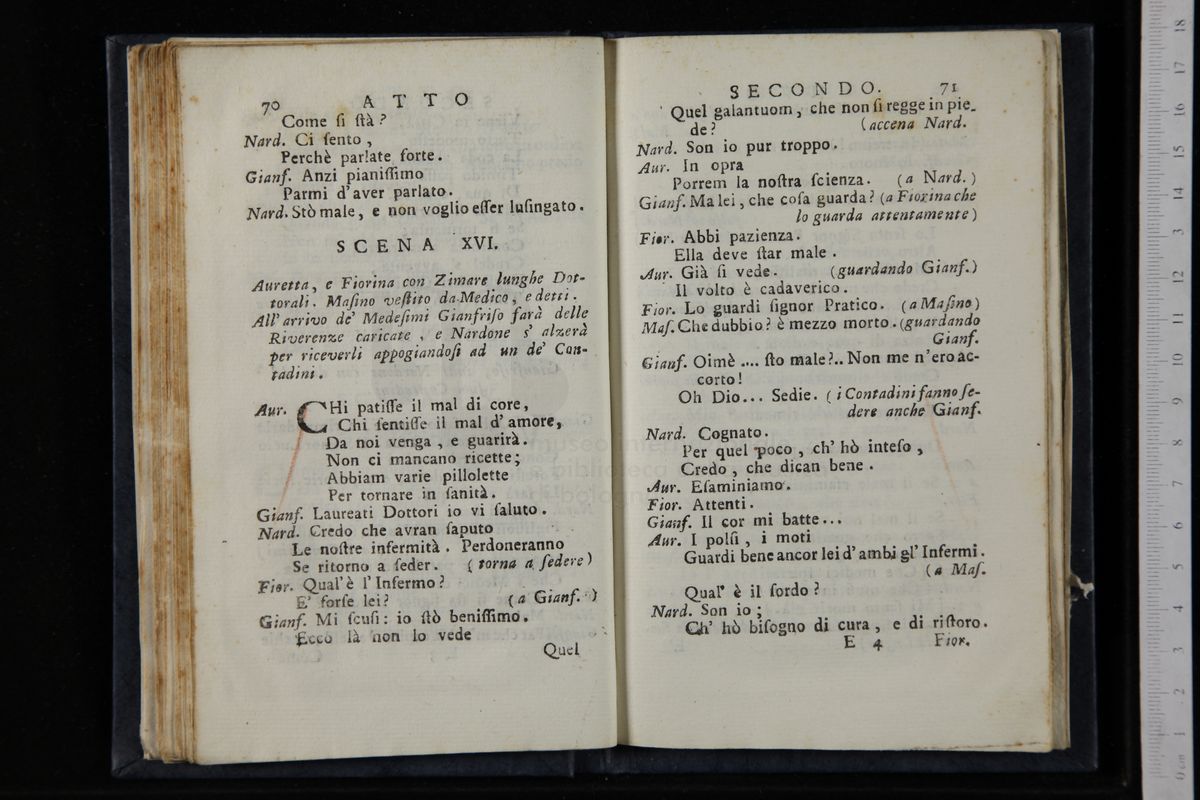 70 ATTO
Come ſi ſtà?
Nard. Ci ſento,
Perchè parlate forte.
Gianf. Anzi pianiſſimo
Parmi d'aver parlato.
Nard. Stò male, e non voglio eſſer luſingato.
SCENA XVI.
Auretta, e Fiorina con Zimare lunghe Dot-
torali. Maſino veſtito da Medico, e detti.
All'arrivo de' Medeſimi Gianfriſo farà delle
Riverenze caricate, e Nardone s' alzerà
per riceverli appogiandoſi ad un de' Con-
tadini.
Aur. CHi patiſſe il mal di core,
Chi ſentiſſe il mal d'amore,
Da noi venga, e guarirà.
Non ci mancano ricette;
Abbiam varie pillolette
Per tornare in ſanità.
Gianf. Laureati Dottori io vi ſaluto.
Nard. Credo che avran ſaputo
Le noſtre infermità. Perdoneranno
Se ritorno a ſeder. (torna a ſedere)
Fior. Qual'è l'Infermo?
E' forſe lei? (a Gianf.)
Gianf. Mi ſcuſi: io ſtò beniſſimo.
Ecco là non lo vede
Quel
SECONDO. 71
Quel galantuom, che non ſi regge in pie-
de? (accena Nard.
Nard. Son io pur troppo.
Aur. In opra
Porrem la noſtra ſcienza. (a Nard.)
Gianf. Ma lei, che coſa guarda? (a Fiorina che
lo guarda attentamente)
Fior. Abbi pazienza.
Ella deve ſtar male.
Aur. Già ſi vede. (guardando Gianf.)
Il volto è cadaverico.
Fior. Lo guardi ſignor Pratico. (a Maſino)
Maſ. Che dubbio? è mezzo morto. (guardando
Gianf.
Gianf. Oimè .... ſto male?.. Non me n'ero ac-
corto!
Oh Dio... Sedie. (i Contadini fanno ſe-
dere anche Gianf.
Nard. Cognato.
Per quel poco, ch' hò inteſo,
Credo, che dican bene.
Aur. Eſaminiamo.
Fior. Attenti.
Gianf. Il cor mi batte...
Aur. I polſi, i moti
Guardi bene ancor lei d'ambi gl'Infermi.
(a Maſ.
Qual' è il ſordo?
Nard. Son io;
Ch' hò biſogno di cura, e di riſtoro.
E 4 Fior.